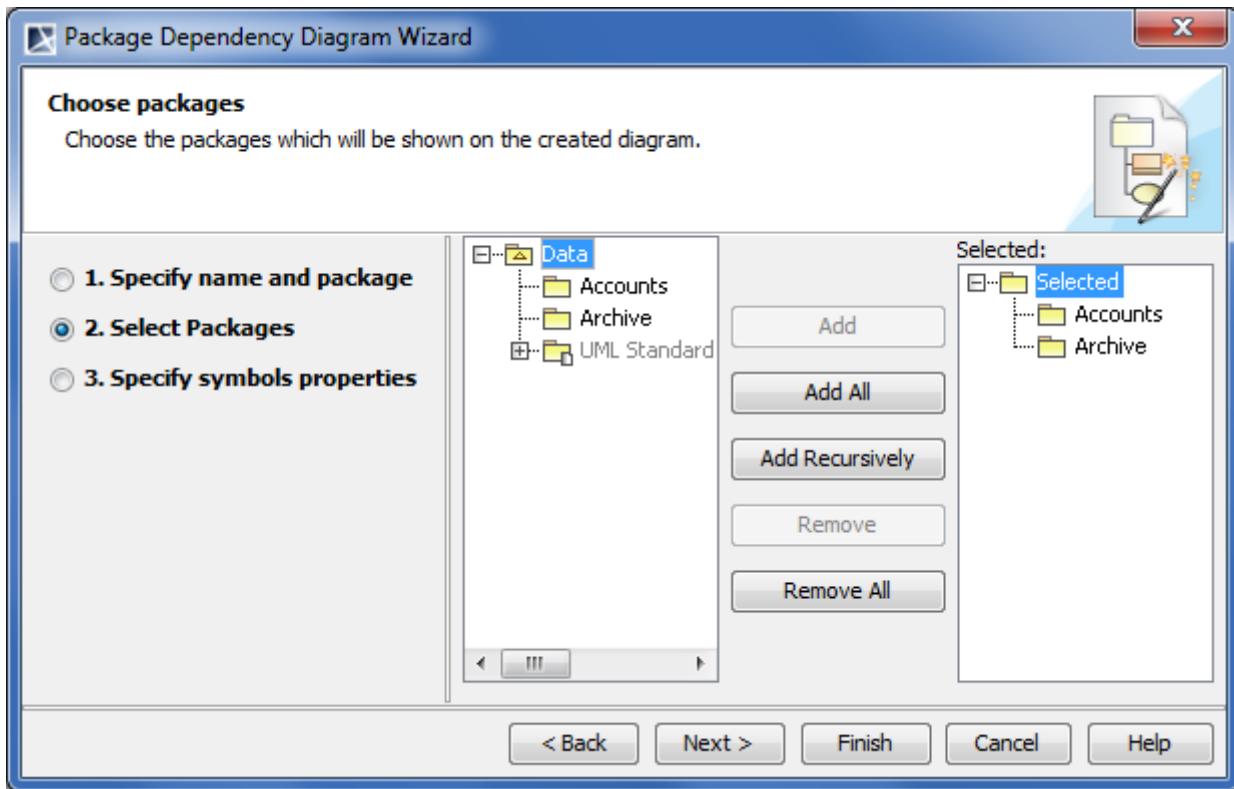 Package Dependency Diagram Wizard
Choose packages
Choose the packages which will be shown on the created diagram.
1. Specify name and package
2. Select Packages
3. Specify symbols properties
Data
Accounts
Archive
UML Standard
Add
Add All
Add Recursively
Remove
Remove All
Selected:
Selected
Accounts
Archive
< Back
Next >
Finish
Cancel
Help